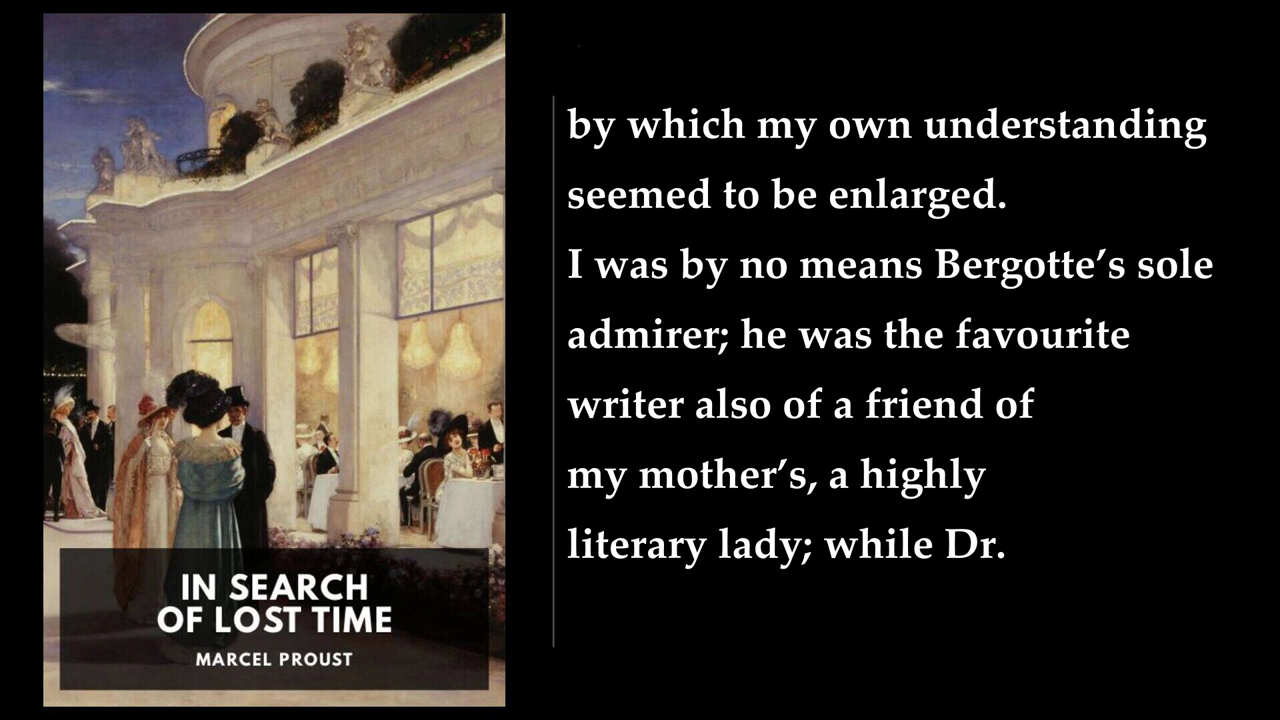 IN SEARCH
OF LOST TIME
MARCEL PROUST
by which my own understanding
seemed to be enlarged.
I was by no means Bergotte’s sole
admirer; he was the favourite
writer also of a friend of
my mother’s, a highly
literary lady; while Dr.